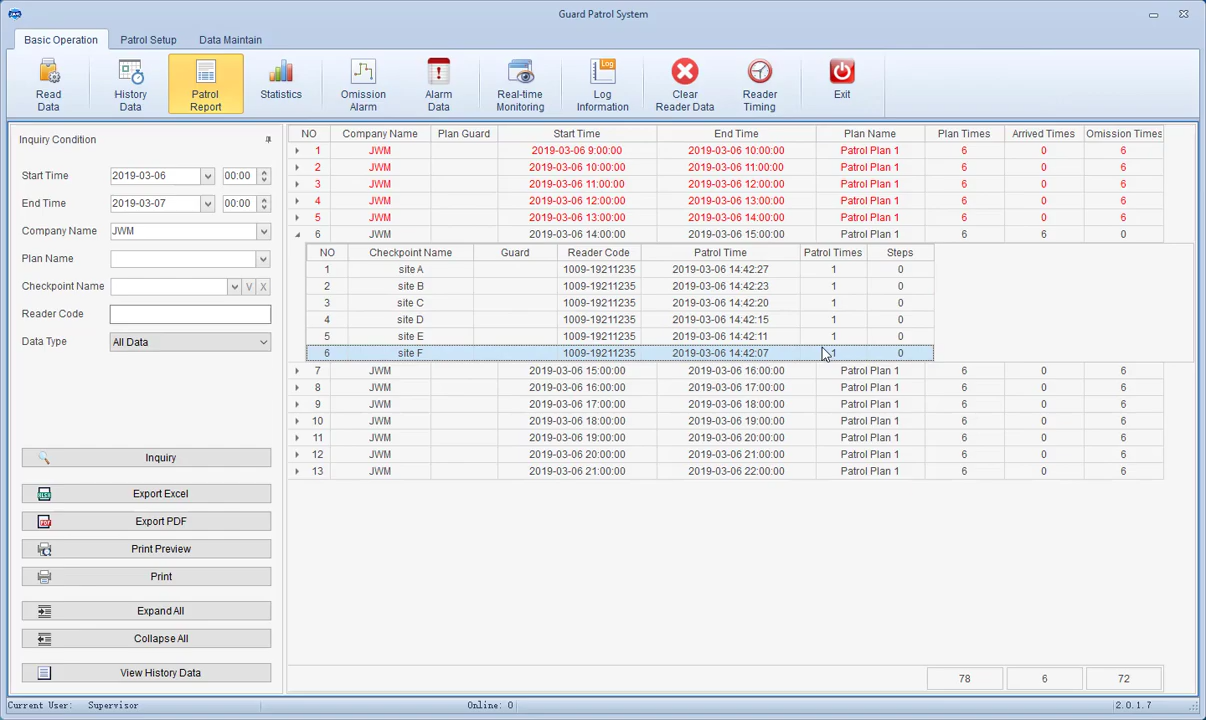 Guard Patrol System
Basic Operation Patrol Setup Data Maintain
Read Data
History Data
Patrol Report
Statistics
Omission Alarm
Alarm Data
Real-time Monitoring
Log Information
Clear Reader Data
Reader Timing
Exit
Inquiry Condition
Start Time 2019-03-06 00:00
End Time 2019-03-07 00:00
Company Name JWM
Plan Name
Checkpoint Name V X
Reader Code
Data Type All Data
Inquiry
Export Excel
Export PDF
Print Preview
Print
Expand All
Collapse All
View History Data
NO Company Name Plan Guard Start Time End Time Plan Name Plan Times Arrived Times Omission Times
1 JWM 2019-03-06 9:00:00 2019-03-06 10:00:00 Patrol Plan 1 6 0 6
2 JWM 2019-03-06 10:00:00 2019-03-06 11:00:00 Patrol Plan 1 6 0 6
3 JWM 2019-03-06 11:00:00 2019-03-06 12:00:00 Patrol Plan 1 6 0 6
4 JWM 2019-03-06 12:00:00 2019-03-06 13:00:00 Patrol Plan 1 6 0 6
5 JWM 2019-03-06 13:00:00 2019-03-06 14:00:00 Patrol Plan 1 6 0 6
6 JWM 2019-03-06 14:00:00 2019-03-06 15:00:00 Patrol Plan 1 6 6 0
NO Checkpoint Name Guard Reader Code Patrol Time Patrol Times Steps
1 site A 1009-19211235 2019-03-06 14:42:27 1 0
2 site B 1009-19211235 2019-03-06 14:42:23 1 0
3 site C 1009-19211235 2019-03-06 14:42:20 1 0
4 site D 1009-19211235 2019-03-06 14:42:15 1 0
5 site E 1009-19211235 2019-03-06 14:42:11 1 0
6 site F 1009-19211235 2019-03-06 14:42:07 1 0
7 JWM 2019-03-06 15:00:00 2019-03-06 16:00:00 Patrol Plan 1 6 0 6
8 JWM 2019-03-06 16:00:00 2019-03-06 17:00:00 Patrol Plan 1 6 0 6
9 JWM 2019-03-06 17:00:00 2019-03-06 18:00:00 Patrol Plan 1 6 0 6
10 JWM 2019-03-06 18:00:00 2019-03-06 19:00:00 Patrol Plan 1 6 0 6
11 JWM 2019-03-06 19:00:00 2019-03-06 20:00:00 Patrol Plan 1 6 0 6
12 JWM 2019-03-06 20:00:00 2019-03-06 21:00:00 Patrol Plan 1 6 0 6
13 JWM 2019-03-06 21:00:00 2019-03-06 22:00:00 Patrol Plan 1 6 0 6
78 6 72
Current User: Supervisor Online: 0 2.0.1.7